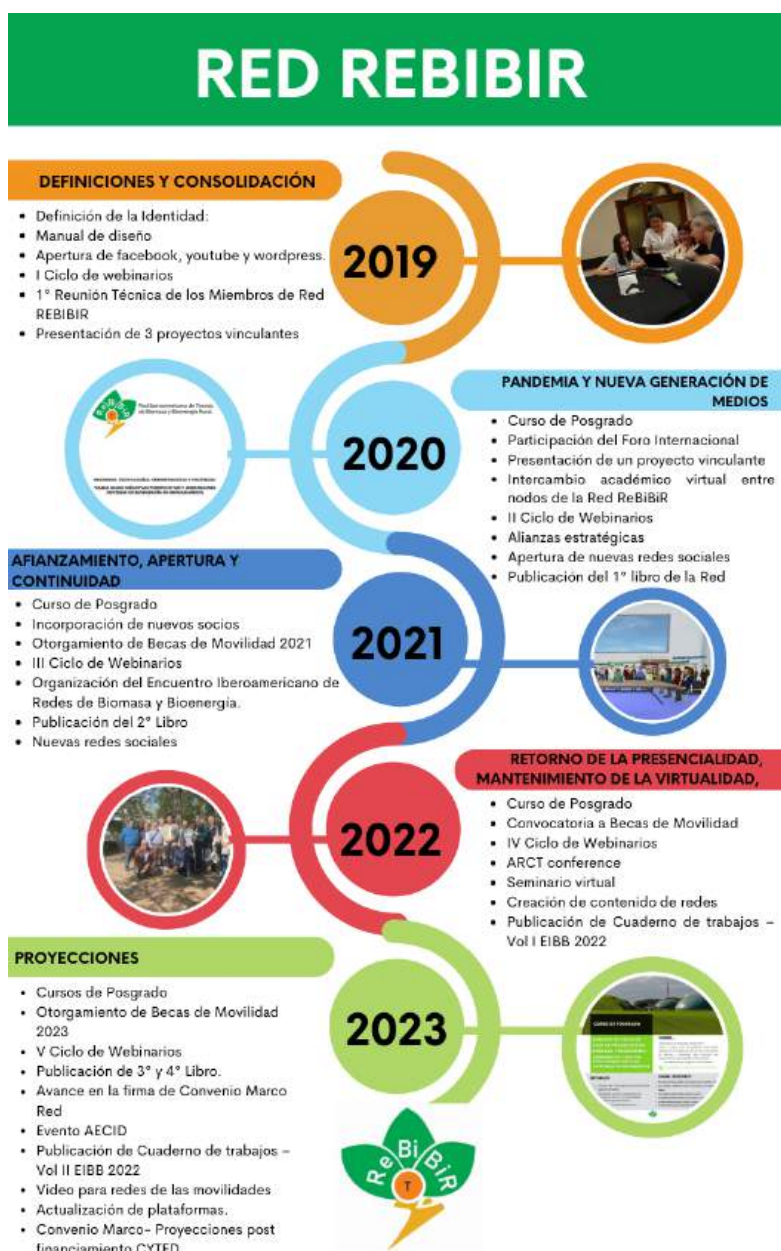 RED REBIBIR
DEFINICIONES Y CONSOLIDACIÓN
• Definición de la Identidad:
• Manual de diseño
• Apertura de facebook, youtube y wordpress.
• I Ciclo de webinarios
• 1° Reunión Técnica de los Miembros de Red
REBIBIR
• Presentación de 3 proyectos vinculantes
2019
PANDEMIA Y NUEVA GENERACIÓN DE
MEDIOS
• Curso de Posgrado
• Participación del Foro Internacional
• Presentación de un proyecto vinculante
• Intercambio académico virtual entre
nodos de la Red ReBiBiR
• II Ciclo de Webinarios
• Alianzas estratégicas
• Apertura de nuevas redes sociales
• Publicación del 1° libro de la Red
2020
AFIANZAMIENTO, APERTURA Y
CONTINUIDAD
• Curso de Posgrado
• Incorporación de nuevos socios
• Otorgamiento de Becas de Movilidad 2021
• III Ciclo de Webinarios
• Organización del Encuentro Iberoamericano de
Redes de Biomasa y Bioenergía.
• Publicación del 2° Libro
• Nuevas redes sociales
2021
RETORNO DE LA PRESENCIALIDAD,
MANTENIMIENTO DE LA VIRTUALIDAD,
• Curso de Posgrado
• Convocatoria a Becas de Movilidad
• IV Ciclo de Webinarios
• ARCT conference
• Seminario virtual
• Creación de contenido de redes
• Publicación de Cuaderno de trabajos –
Vol I EIBB 2022
2022
PROYECCIONES
• Cursos de Posgrado
• Otorgamiento de Becas de Movilidad
2023
• V Ciclo de Webinarios
• Publicación de 3° y 4° Libro.
• Avance en la firma de Convenio Marco
Red
• Evento AECID
• Publicación de Cuaderno de trabajos –
Vol II EIBB 2022
• Video para redes de las movilidades
• Actualización de plataformas.
• Convenio Marco- Proyecciones post
financiamiento CYTED
2023
CURSO DE POSGRADO
ReBiBiR
T